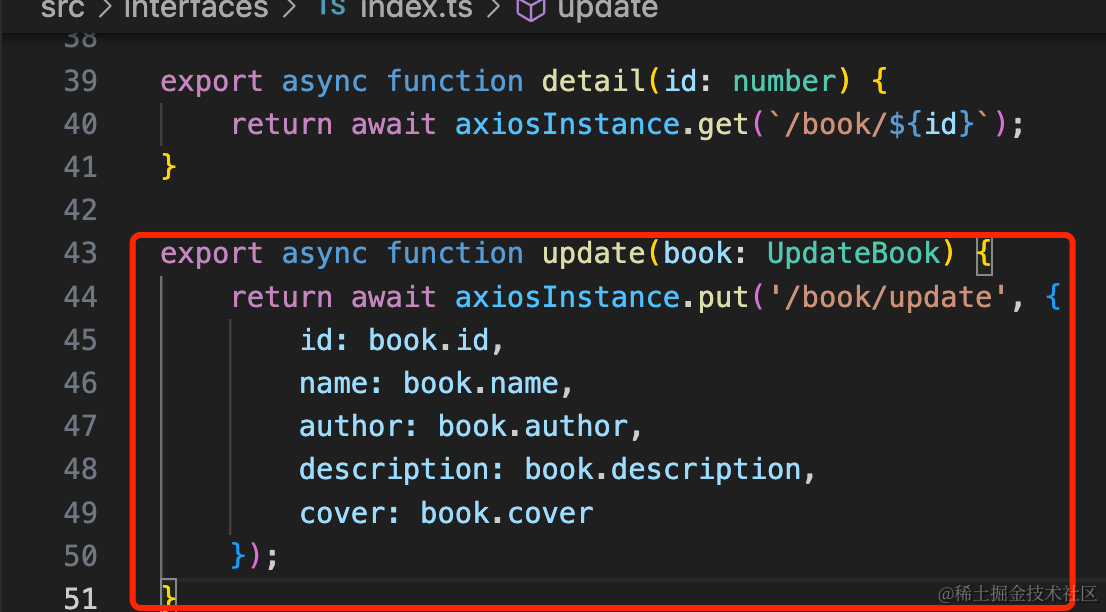 src > interfaces > TS index.ts > update
38
39 export async function detail(id: number) {
40     return await axiosInstance.get(`/book/${id}`);
41 }
42
43 export async function update(book: UpdateBook) {
44     return await axiosInstance.put('/book/update', {
45         id: book.id,
46         name: book.name,
47         author: book.author,
48         description: book.description,
49         cover: book.cover
50     });
51 }
@稀土掘金技术社区